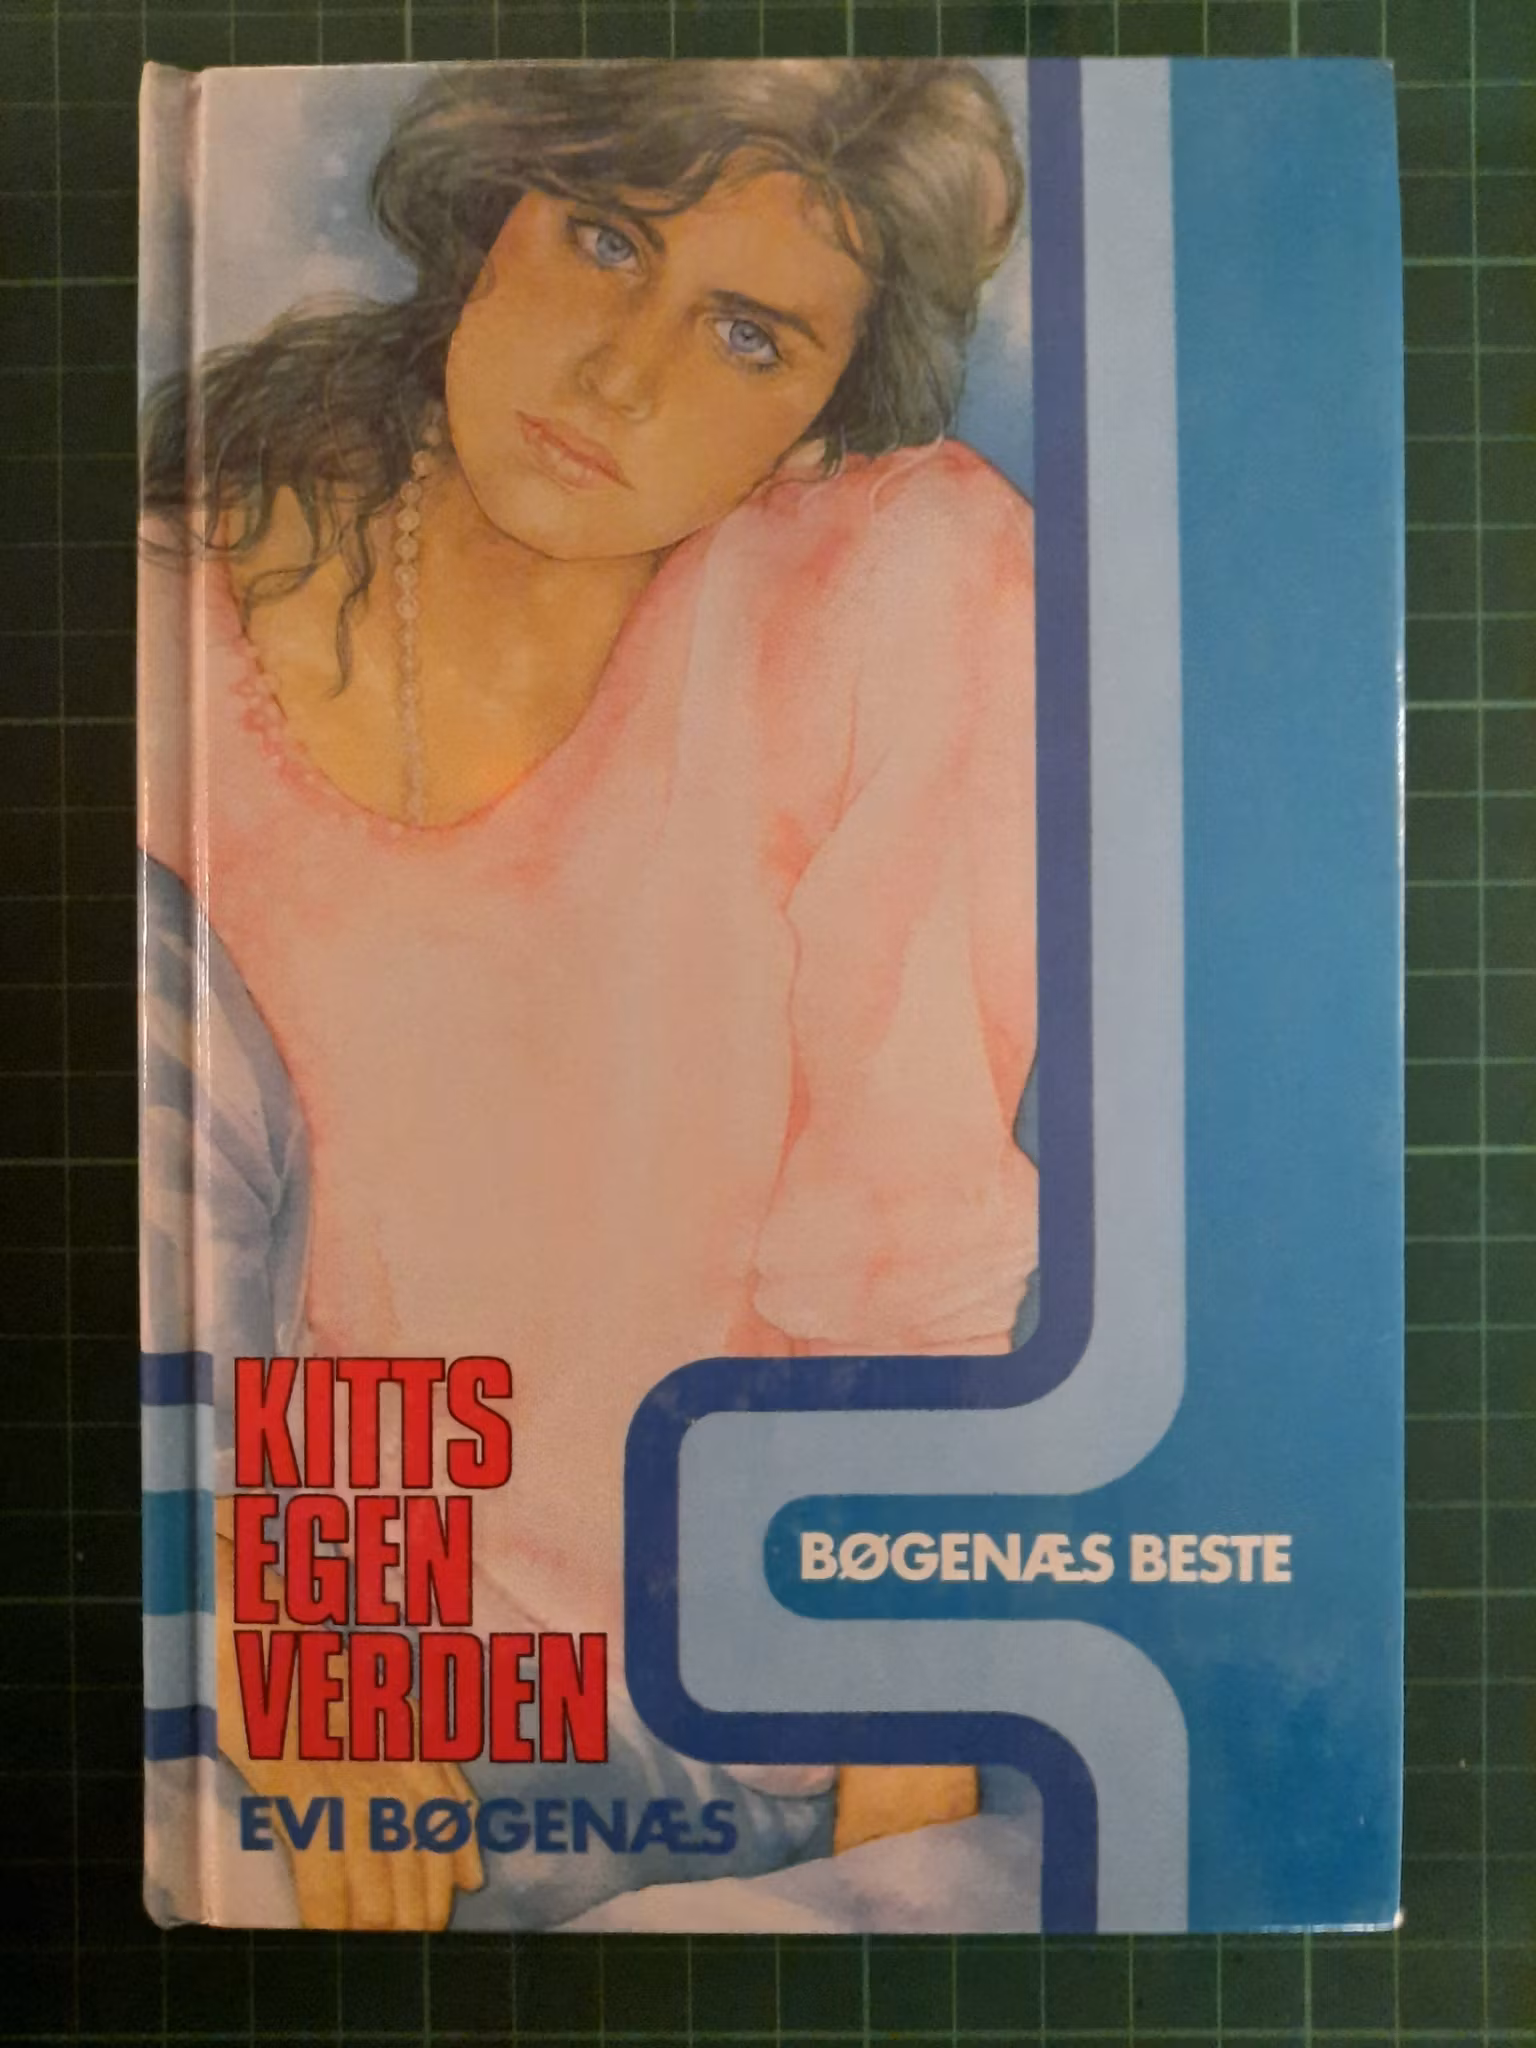 KITTS
EGEN
VERDEN
EVI BØGENÆS
BØGENÆS BESTE